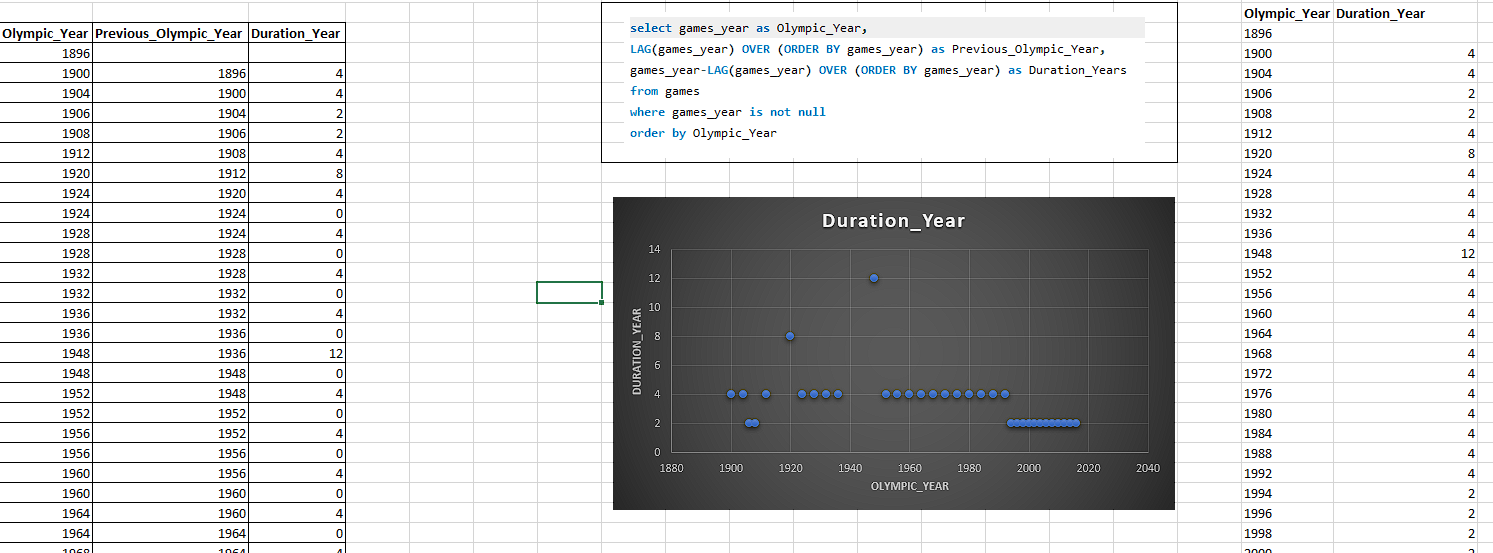 Olympic_Year Previous_Olympic_Year Duration_Year
1896
1900 1896 4
1904 1900 4
1906 1904 2
1908 1906 2
1912 1908 4
1920 1912 8
1924 1920 4
1924 1924 0
1928 1924 4
1928 1928 0
1932 1928 4
1932 1932 0
1936 1932 4
1936 1936 0
1948 1936 12
1948 1948 0
1952 1948 4
1952 1952 0
1956 1952 4
1956 1956 0
1960 1956 4
1960 1960 0
1964 1960 4
1964 1964 0
1968 1964 4
select games_year as Olympic_Year,
LAG(games_year) OVER (ORDER BY games_year) as Previous_Olympic_Year,
games_year-LAG(games_year) OVER (ORDER BY games_year) as Duration_Years
from games
where games_year is not null
order by Olympic_Year
Duration_Year
14
12
10
8
6
4
2
0
DURATION_YEAR
1880 1900 1920 1940 1960 1980 2000 2020 2040
OLYMPIC_YEAR
Olympic_Year Duration_Year
1896
1900 4
1904 4
1906 2
1908 2
1912 4
1920 8
1924 4
1928 4
1932 4
1936 4
1948 12
1952 4
1956 4
1960 4
1964 4
1968 4
1972 4
1976 4
1980 4
1984 4
1988 4
1992 4
1994 2
1996 2
1998 2
2000 2